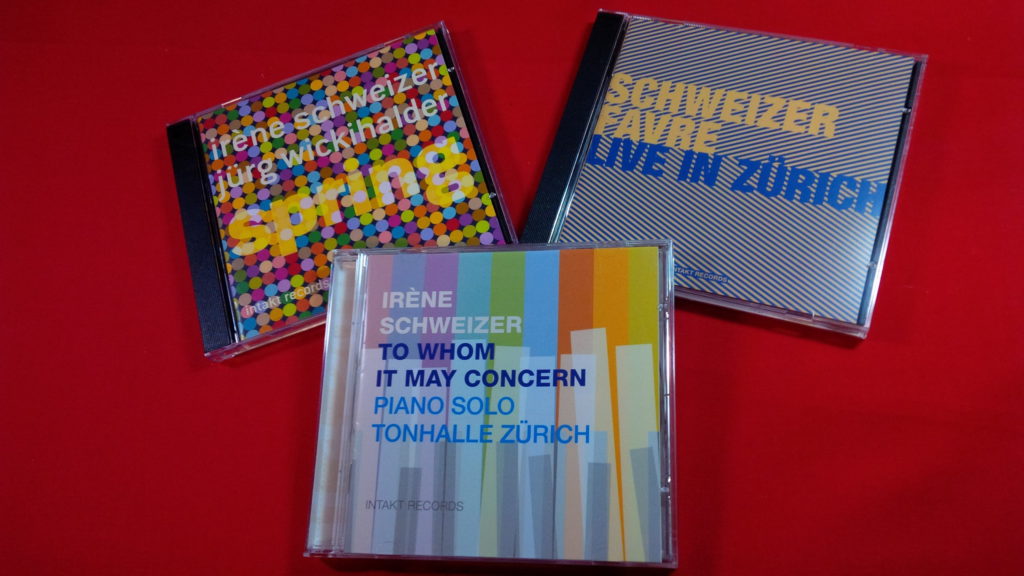 irène schweizer
jürg wickihalder
spring
intakt records
SCHWEIZER
FAVRE
LIVE IN ZÜRICH
INTAKT RECORDS
IRÈNE
SCHWEIZER
TO WHOM
IT MAY CONCERN
PIANO SOLO
TONHALLE ZÜRICH
INTAKT RECORDS